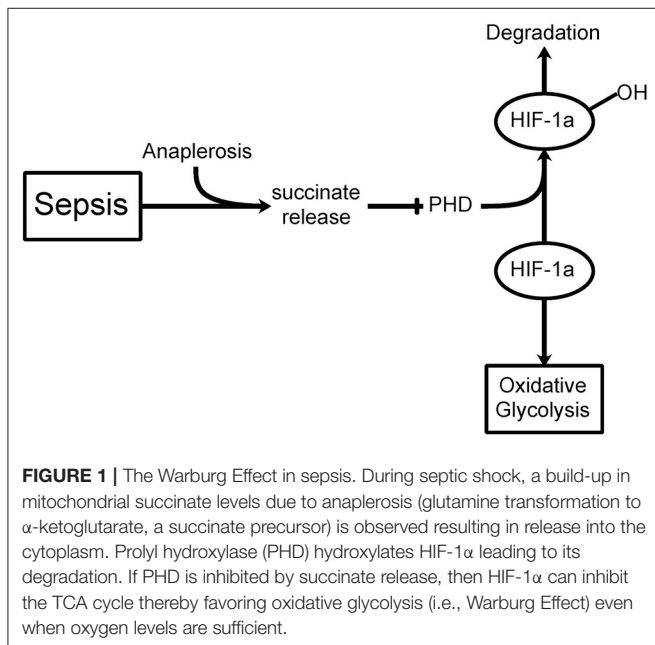 Degradation
HIF-1a
OH
Anaplerosis
Sepsis
succinate
release
PHD
HIF-1a
Oxidative
Glycolysis
FIGURE 1 | The Warburg Effect in sepsis. During septic shock, a build-up in
mitochondrial succinate levels due to anaplerosis (glutamine transformation to
α-ketoglutarate, a succinate precursor) is observed resulting in release into the
cytoplasm. Prolyl hydroxylase (PHD) hydroxylates HIF-1α leading to its
degradation. If PHD is inhibited by succinate release, then HIF-1α can inhibit
the TCA cycle thereby favoring oxidative glycolysis (i.e., Warburg Effect) even
when oxygen levels are sufficient.